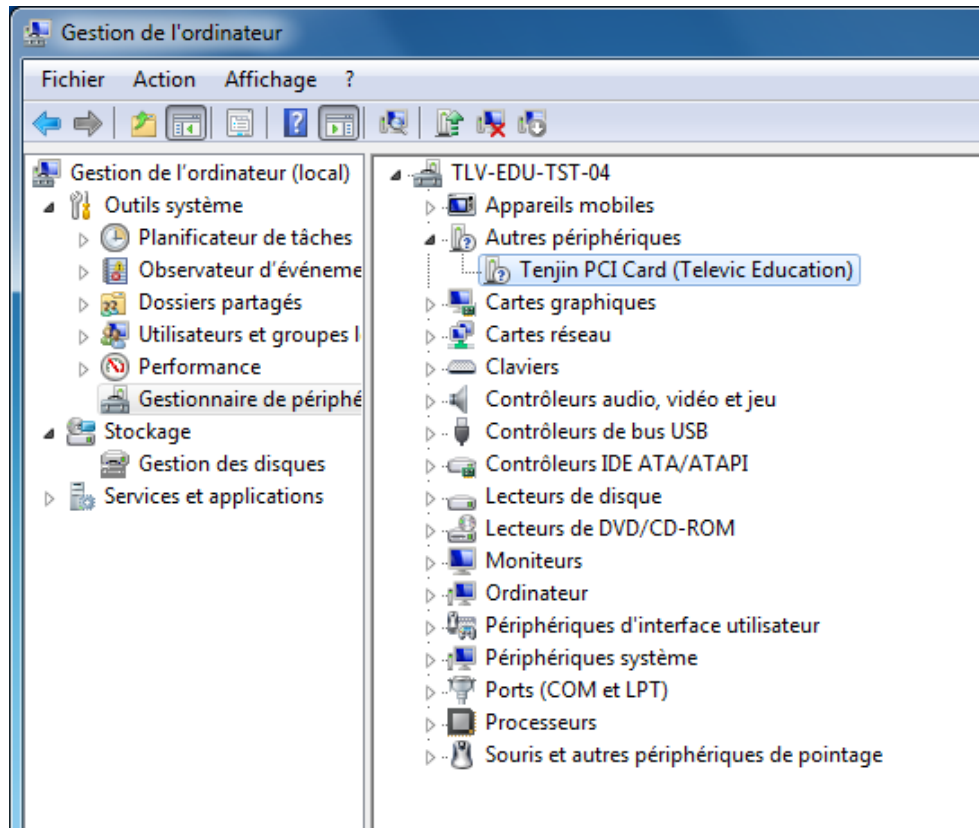 Gestion de l'ordinateur
Fichier Action Affichage ?
Gestion de l'ordinateur (local)
Outils système
Planificateur de tâches
Observateur d'événeme
Dossiers partagés
Utilisateurs et groupes l
Performance
Gestionnaire de périphé
Stockage
Gestion des disques
Services et applications
TLV-EDU-TST-04
Appareils mobiles
Autres périphériques
Tenjin PCI Card (Televic Education)
Cartes graphiques
Cartes réseau
Claviers
Contrôleurs audio, vidéo et jeu
Contrôleurs de bus USB
Contrôleurs IDE ATA/ATAPI
Lecteurs de disque
Lecteurs de DVD/CD-ROM
Moniteurs
Ordinateur
Périphériques d'interface utilisateur
Périphériques système
Ports (COM et LPT)
Processeurs
Souris et autres périphériques de pointage